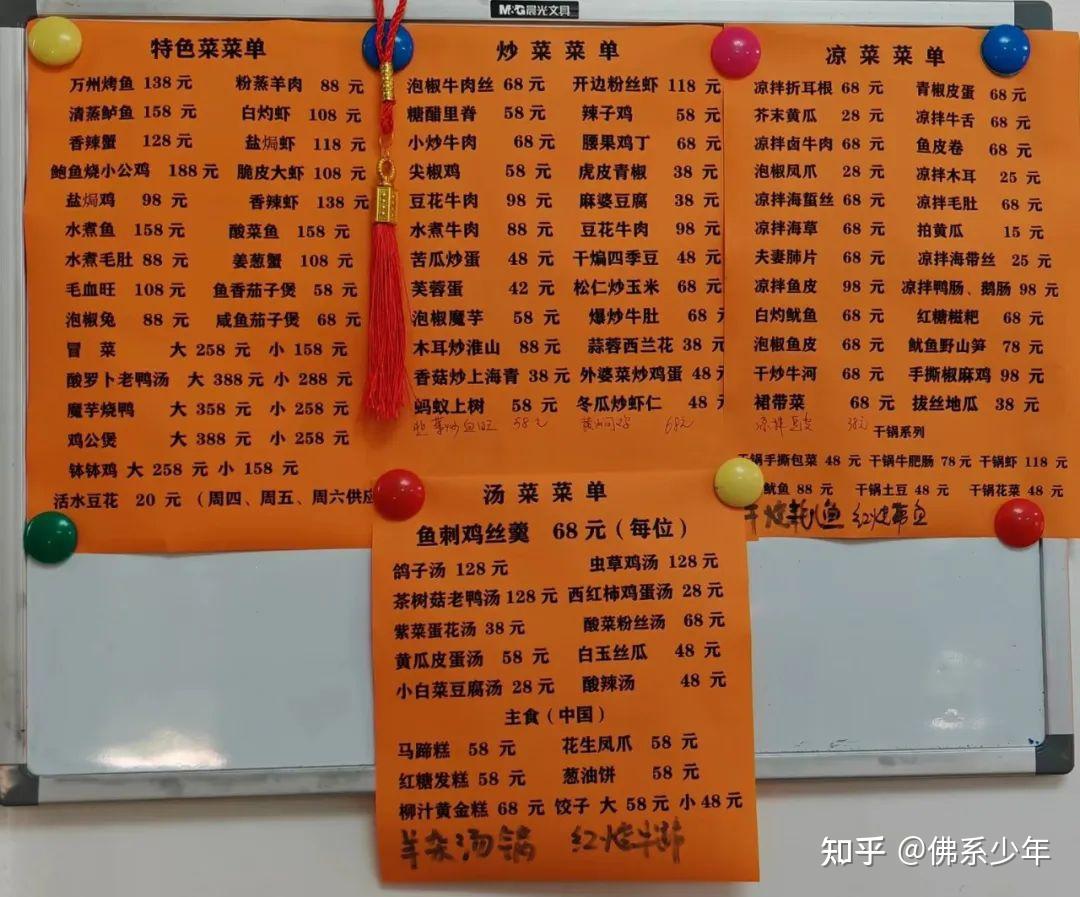 M&G 晨光文具
特色菜菜单
万州烤鱼 138元 粉蒸羊肉 88元
清蒸鲈鱼 158元 白灼虾 108元
香辣蟹 128元 盐焗虾 118元
鲍鱼烧小公鸡 188元 脆皮大虾 108元
盐焗鸡 98元 香辣虾 138元
水煮鱼 158元 酸菜鱼 158元
水煮毛肚 88元 姜葱蟹 108元
毛血旺 108元 鱼香茄子煲 58元
泡椒兔 88元 咸鱼茄子煲 68元
冒菜 大 258元 小 158元
酸罗卜老鸭汤 大 388元 小 288元
魔芋烧鸭 大 358元 小 258元
鸡公煲 大 388元 小 258元
钵钵鸡 大 258元 小 158元
活水豆花 20元 (周四、周五、周六供应
炒菜菜单
泡椒牛肉丝 68元 开边粉丝虾 118元
糖醋里脊 58元 辣子鸡 58元
小炒牛肉 68元 腰果鸡丁 68元
尖椒鸡 58元 虎皮青椒 38元
豆花牛肉 98元 麻婆豆腐 38元
水煮牛肉 88元 豆花牛肉 98元
苦瓜炒蛋 48元 干煸四季豆 48元
芙蓉蛋 42元 松仁炒玉米 68元
泡椒魔芋 58元 爆炒牛肚 68元
木耳炒淮山 88元 蒜蓉西兰花 38元
香菇炒上海青 38元 外婆菜炒鸡蛋 48元
蚂蚁上树 58元 冬瓜炒虾仁 48元
58元 68元
凉菜菜单
凉拌折耳根 68元 青椒皮蛋 68元
芥末黄瓜 28元 凉拌牛舌 68元
凉拌卤牛肉 68元 鱼皮卷 68元
泡椒凤爪 28元 凉拌木耳 25元
凉拌海蜇丝 68元 凉拌毛肚 68元
凉拌海草 68元 拍黄瓜 15元
夫妻肺片 68元 凉拌海带丝 25元
凉拌鱼皮 98元 凉拌鸭肠、鹅肠 98元
白灼鱿鱼 68元 红糖糍粑 68元
泡椒鱼皮 68元 鱿鱼野山笋 78元
干炒牛河 68元 手撕椒麻鸡 98元
裙带菜 68元 拔丝地瓜 38元
凉拌 38元 干锅系列
干锅手撕包菜 48元 干锅牛肥肠 78元 干锅虾 118元
鱿鱼 88元 干锅土豆 48元 干锅花菜 48元
红烧带鱼
汤菜菜单
鱼刺鸡丝羹 68元(每位)
鸽子汤 128元 虫草鸡汤 128元
茶树菇老鸭汤 128元 西红柿鸡蛋汤 28元
紫菜蛋花汤 38元 酸菜粉丝汤 68元
黄瓜皮蛋汤 58元 白玉丝瓜 48元
小白菜豆腐汤 28元 酸辣汤 48元
主食(中国)
马蹄糕 58元 花生凤爪 58元
红糖发糕 58元 葱油饼 58元
柳汁黄金糕 68元 饺子 大 58元 小 48元
羊杂汤锅 红烧牛蹄
知乎 @佛系少年